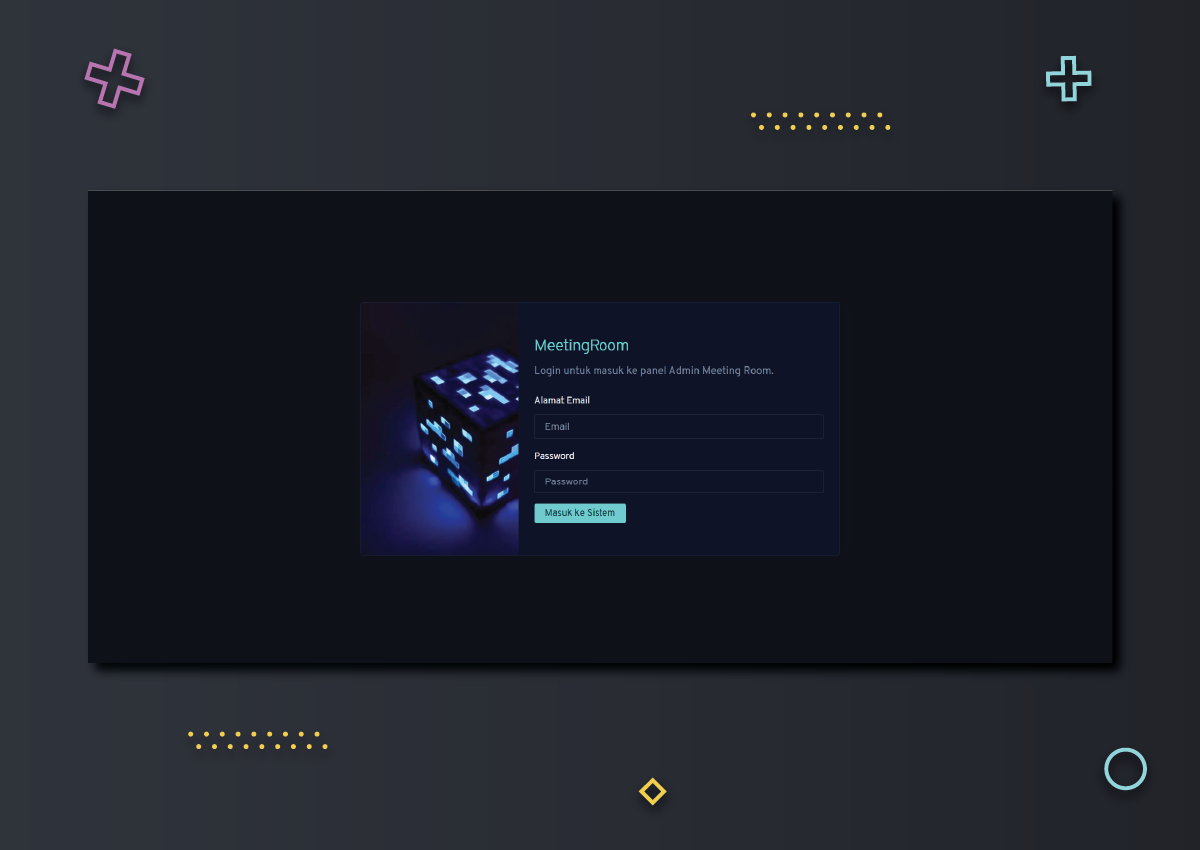 MeetingRoom
Login untuk masuk ke panel Admin Meeting Room.
Alamat Email
Email
Password
Password
Masuk ke Sistem